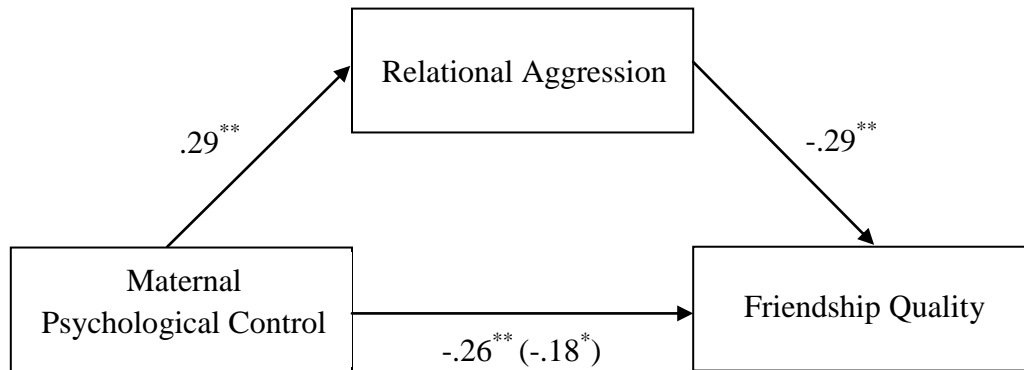 Relational Aggression
.29**
-.29**
Maternal
Psychological Control
Friendship Quality
-.26** (-.18*)